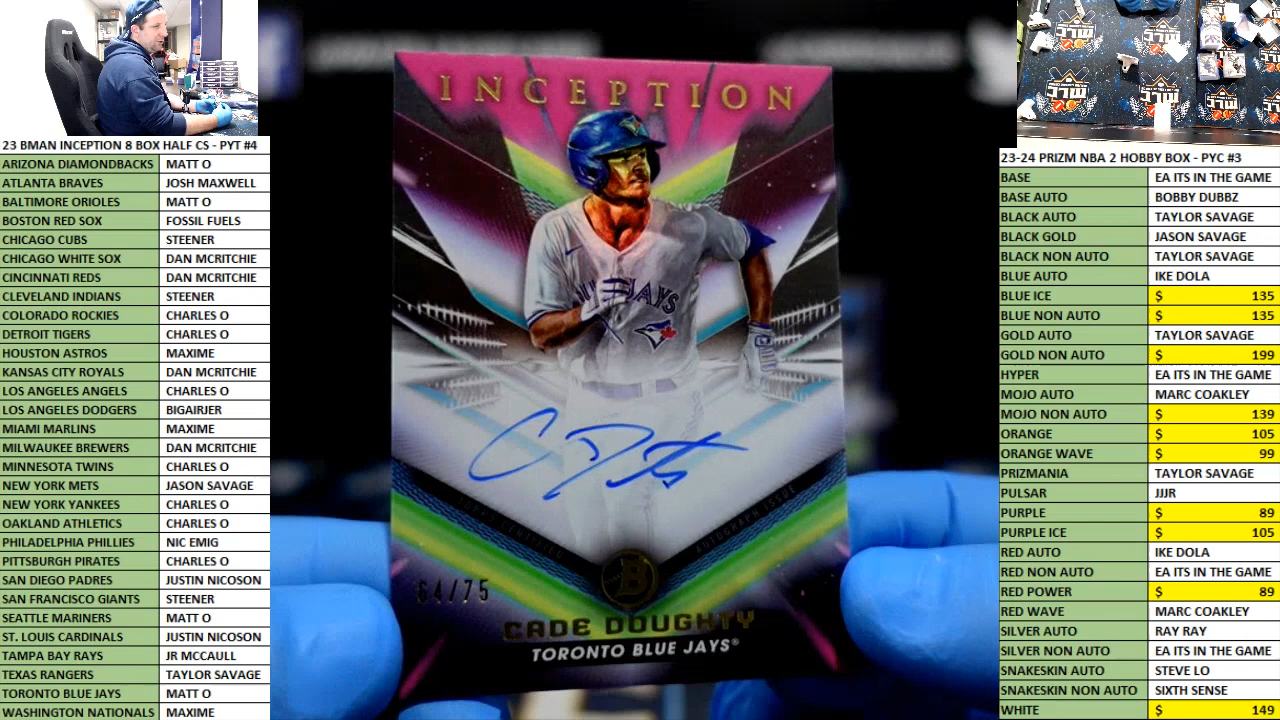 23 BMAN INCEPTION 8 BOX HALF CS - PYT #4
ARIZONA DIAMONDBACKS MATT O
ATLANTA BRAVES JOSH MAXWELL
BALTIMORE ORIOLES MATT O
BOSTON RED SOX FOSSIL FUELS
CHICAGO CUBS STEENER
CHICAGO WHITE SOX DAN MCRITCHIE
CINCINNATI REDS DAN MCRITCHIE
CLEVELAND INDIANS STEENER
COLORADO ROCKIES CHARLES O
DETROIT TIGERS CHARLES O
HOUSTON ASTROS MAXIME
KANSAS CITY ROYALS DAN MCRITCHIE
LOS ANGELES ANGELS CHARLES O
LOS ANGELES DODGERS BIGAIRJER
MIAMI MARLINS MAXIME
MILWAUKEE BREWERS DAN MCRITCHIE
MINNESOTA TWINS CHARLES O
NEW YORK METS JASON SAVAGE
NEW YORK YANKEES CHARLES O
OAKLAND ATHLETICS CHARLES O
PHILADELPHIA PHILLIES NIC EMIG
PITTSBURGH PIRATES CHARLES O
SAN DIEGO PADRES JUSTIN NICOSON
SAN FRANCISCO GIANTS STEENER
SEATTLE MARINERS MATT O
ST. LOUIS CARDINALS JUSTIN NICOSON
TAMPA BAY RAYS JR MCCAULL
TEXAS RANGERS TAYLOR SAVAGE
TORONTO BLUE JAYS MATT O
WASHINGTON NATIONALS MAXIME
INCEPTION
JAYS
TOPPS CERTIFIED
AUTOGRAPH ISSUE
B
64/75
CADE DOUGHTY
TORONTO BLUE JAYS®
23-24 PRIZM NBA 2 HOBBY BOX - PYC #3
BASE EA ITS IN THE GAME
BASE AUTO BOBBY DUBBZ
BLACK AUTO TAYLOR SAVAGE
BLACK GOLD JASON SAVAGE
BLACK NON AUTO TAYLOR SAVAGE
BLUE AUTO IKE DOLA
BLUE ICE $ 135
BLUE NON AUTO $ 135
GOLD AUTO TAYLOR SAVAGE
GOLD NON AUTO $ 199
HYPER EA ITS IN THE GAME
MOJO AUTO MARC COAKLEY
MOJO NON AUTO $ 139
ORANGE $ 105
ORANGE WAVE $ 99
PRIZMANIA TAYLOR SAVAGE
PULSAR JJJR
PURPLE $ 89
PURPLE ICE $ 105
RED AUTO IKE DOLA
RED NON AUTO EA ITS IN THE GAME
RED POWER $ 89
RED WAVE MARC COAKLEY
SILVER AUTO RAY RAY
SILVER NON AUTO EA ITS IN THE GAME
SNAKESKIN AUTO STEVE LO
SNAKESKIN NON AUTO SIXTH SENSE
WHITE $ 149